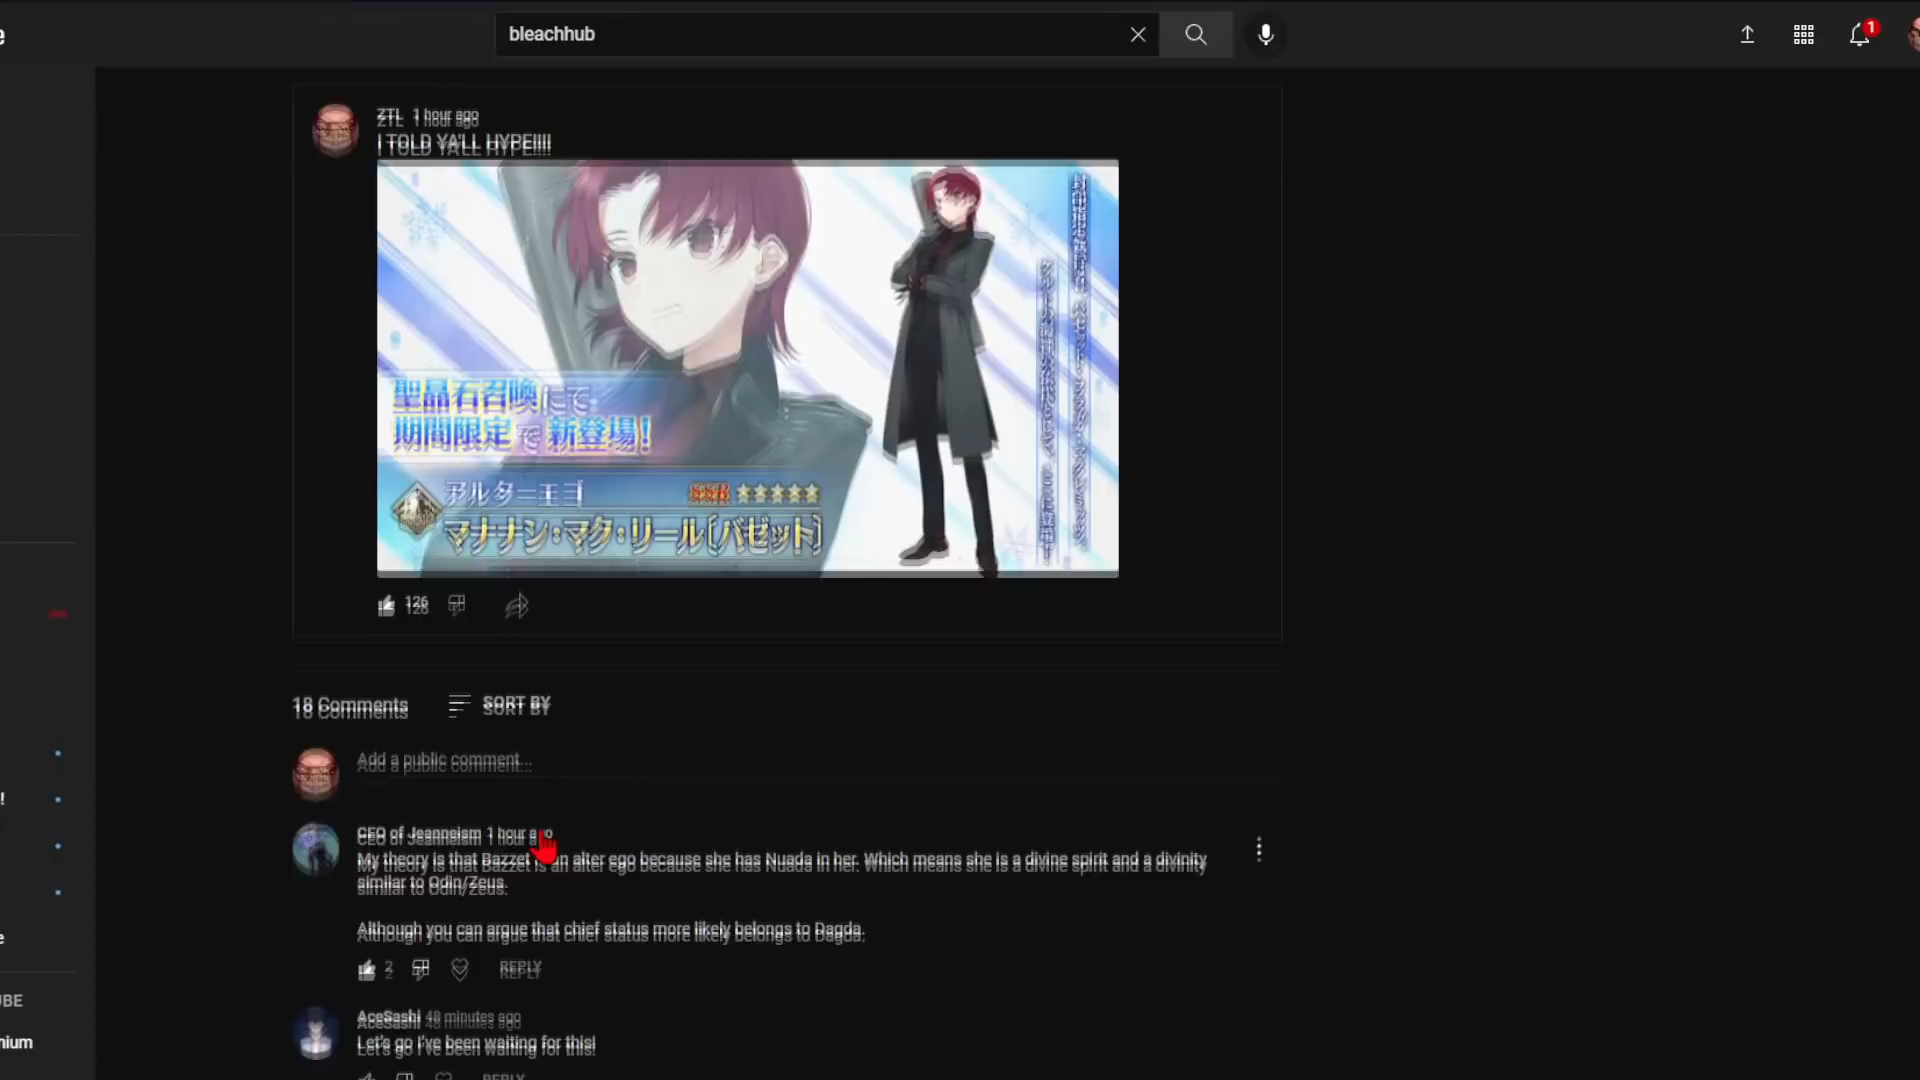 e
bleachhub
1
ZTL 1 hour ago
I TOLD YA'LL HYPE!!!!
聖晶石召喚にて
期間限定で新登場!
アルターエゴ SSR ★★★★★
マナナン・マク・リール〔バゼット〕
126
18 Comments SORT BY
Add a public comment...
CEO of Jeanneism 1 hour ago
My theory is that Bazzet is an alter ego because she has Nuada in her. Which means she is a divine spirit and a divinity
similar to Odin/Zeus.
Although you can argue that chief status more likely belongs to Dagda.
2 REPLY
AceSashi 48 minutes ago
Let's go I've been waiting for this!
REPLY
!
e
UBE
mium